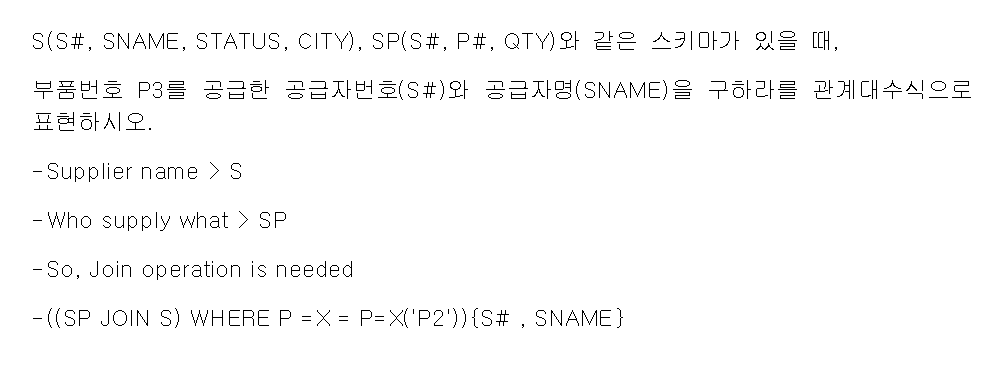 S(S#, SNAME, STATUS, CITY), SP(S#, P#, QTY)와 같은 스키마가 있을 때,
부품번호 P3를 공급한 공급자번호(S#)와 공급자명(SNAME)을 구하라를 관계대수식으로
표현하시오.
-Supplier name > S
-Who supply what > SP
-So, Join operation is needed
-((SP JOIN S) WHERE P =X = P=X('P2')){S# , SNAME}